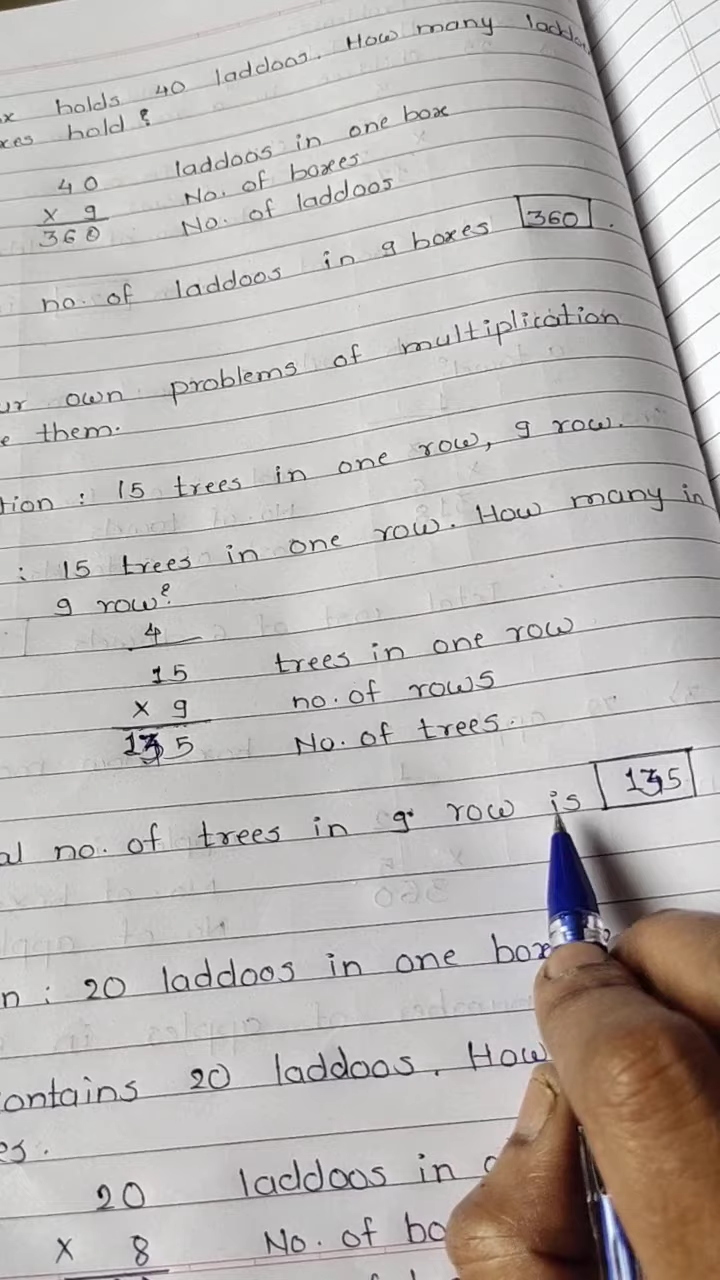 x holds 40 laddoos. How many laddoo
xes hold ?
40 laddoos in one box
x 9 No. of boxes
360 No. of laddoos
no. of laddoos in 9 boxes 360 .
ur own problems of multiplication
e them.
tion : 15 trees in one row, 9 row.
: 15 trees in one row. How many in
9 row?
4
15 trees in one row
x 9 no. of rows
135 No. of trees.
al no. of trees in 9 row is 135
n : 20 laddoos in one box
ontains 20 laddoos. How
es.
20 laddoos in
x 8 No. of bo